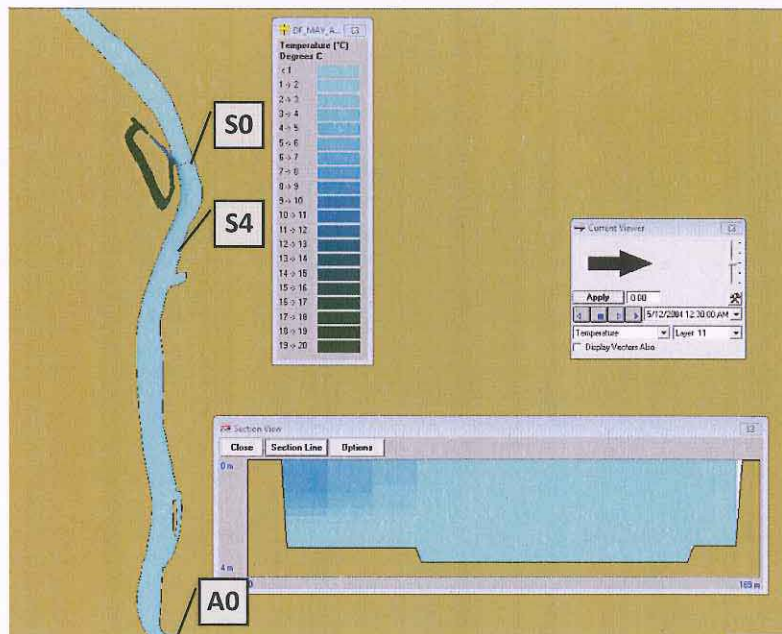 DF_MAY_A...
Temperature (°C)
Degrees C
< 1
1 -> 2
2 -> 3
3 -> 4
4 -> 5
5 -> 6
6 -> 7
7 -> 8
8 -> 9
9 -> 10
10 -> 11
11 -> 12
12 -> 13
13 -> 14
14 -> 15
15 -> 16
16 -> 17
17 -> 18
18 -> 19
19 -> 20
S0
S4
Current Viewer
Apply 0.00
5/12/2004 12:30:00 AM
Temperature Layer 11
Display Vectors Also
Section View
Close Section Line Options
0 m
4 m
0 165 m
A0